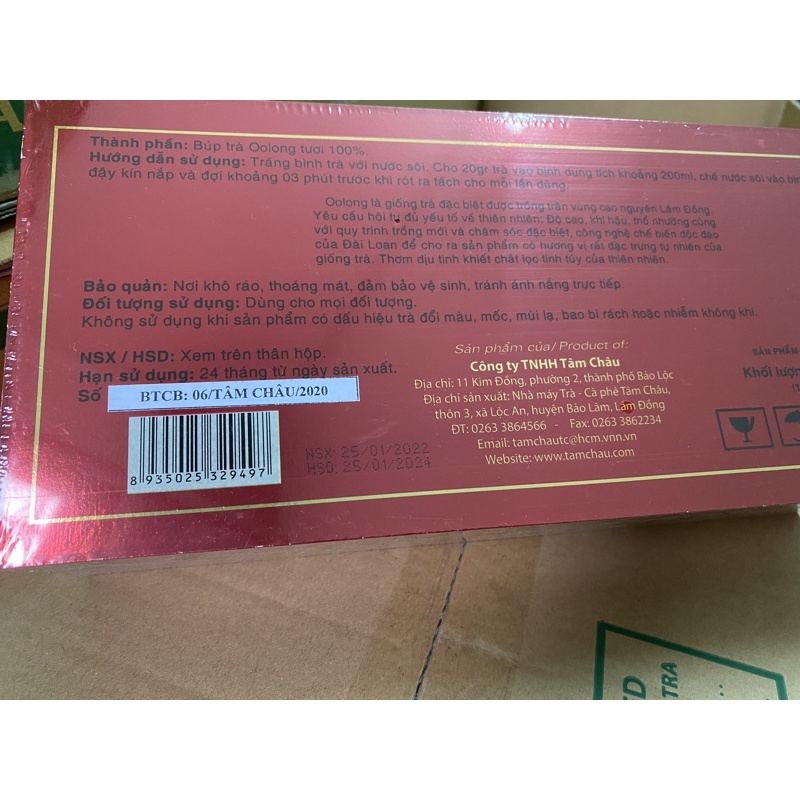 Thành phần: Búp trà Oolong tươi 100%.
Hướng dẫn sử dụng: Tráng bình trà với nước sôi. Cho 20gr trà vào bình dung tích khoảng 200ml, chế nước sôi vào
đậy kín nắp và đợi khoảng 03 phút trước khi rót ra tách cho mỗi lần dùng.
Oolong là giống trà đặc biệt được trồng trên vùng cao nguyên Lâm Đồng.
Yêu cầu hội tụ đủ yếu tố về thiên nhiên: Độ cao, khí hậu, thổ nhưỡng cùng
với quy trình trồng mới và chăm sóc đặc biệt, công nghệ chế biến độc đáo
của Đài Loan để cho ra sản phẩm có hương vị rất đặc trưng tự nhiên của
giống trà. Thơm dịu tinh khiết chắt lọc tinh túy của thiên nhiên.
Bảo quản: Nơi khô ráo, thoáng mát, đảm bảo vệ sinh, tránh ánh nắng trực tiếp.
Đối tượng sử dụng: Dùng cho mọi đối tượng.
Không sử dụng khi sản phẩm có dấu hiệu trà đổi màu, mốc, mùi lạ, bao bì rách hoặc nhiễm không khí.
NSX / HSD: Xem trên thân hộp.
Hạn sử dụng: 24 tháng từ ngày sản xuất.
Số BTCB: 06/TÂM CHÂU/2020
8 935025 329497
NSX: 25/01/2022
HSD: 25/01/2024
Sản phẩm của/ Product of:
Công ty TNHH Tâm Châu
Địa chỉ: 11 Kim Đồng, phường 2, thành phố Bảo Lộc
Địa chỉ sản xuất: Nhà máy Trà - Cà phê Tâm Châu,
thôn 3, xã Lộc An, huyện Bảo Lâm, Lâm Đồng
ĐT: 0263 3864566 - Fax: 0263 3862234
Email: tamchautc@hcm.vnn.vn
Website: www.tamchau.com
SẢN PHẨM
Khối lượn
TRA